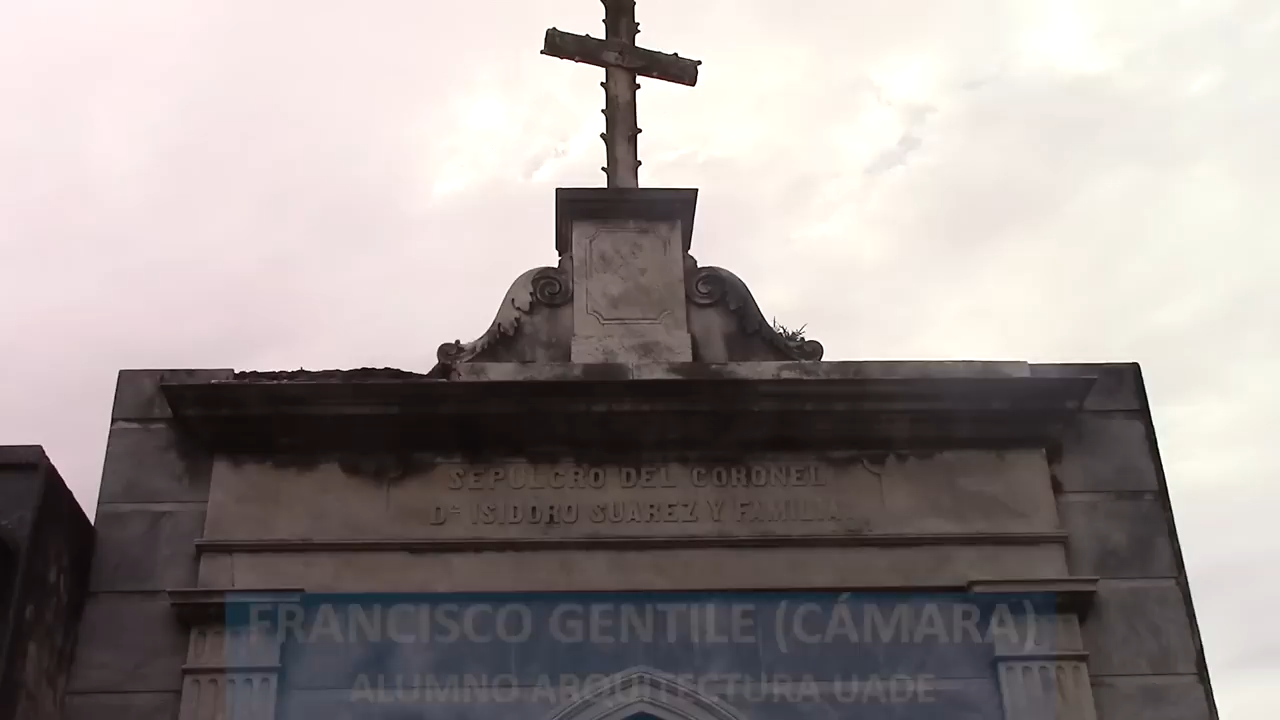 SEPULCRO DEL CORONEL
Dⁿ ISIDORO SUAREZ Y FAMILIA
FRANCISCO GENTILE (CÁMARA)
ALUMNO ARQUITECTURA UADE